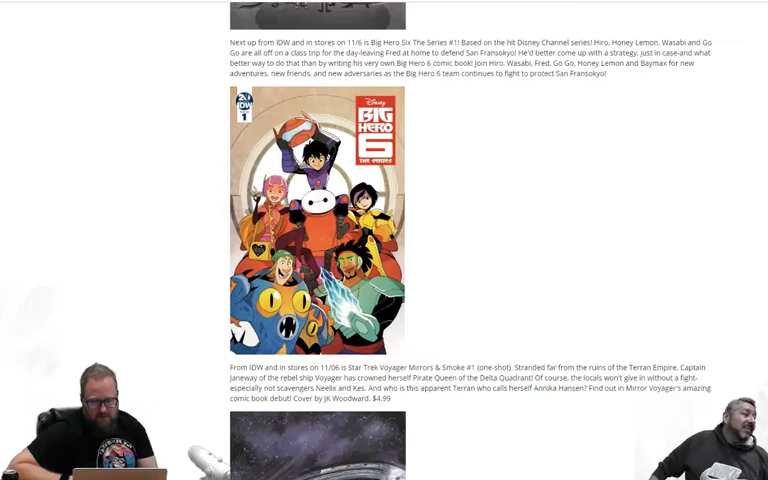 Next up from IDW and in stores on 11/6 is Big Hero Six The Series #1! Based on the hit Disney Channel series! Hiro, Honey Lemon, Wasabi and Go
Go are all off on a class trip for the day-leaving Fred at home to defend San Fransokyo! He'd better come up with a strategy, just in case-and what
better way to do that than by writing his very own Big Hero 6 comic book! Join Hiro, Wasabi, Fred, Go Go, Honey Lemon and Baymax for new
adventures, new friends, and new adversaries as the Big Hero 6 team continues to fight to protect San Fransokyo!
IDW
1
Disney
BIG
HERO
6
THE SERIES
From IDW and in stores on 11/06 is Star Trek Voyager Mirrors & Smoke #1 (one-shot). Stranded far from the ruins of the Terran Empire, Captain
Janeway of the rebel ship Voyager has crowned herself Pirate Queen of the Delta Quadrant! Of course, the locals won't give in without a fight-
especially not scavengers Neelix and Kes. And who is this apparent Terran who calls herself Annika Hansen? Find out in Mirror Voyager's amazing
comic book debut! Cover by JK Woodward. $4.99